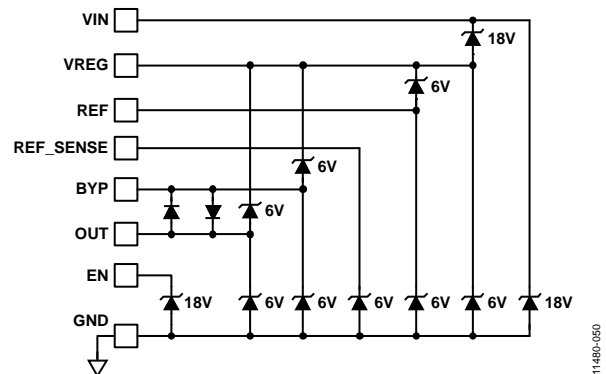 VIN
18V
VREG
6V
REF
REF_SENSE
6V
BYP
6V
OUT
EN
18V 6V 6V 6V 6V 6V 18V
GND
11480-050